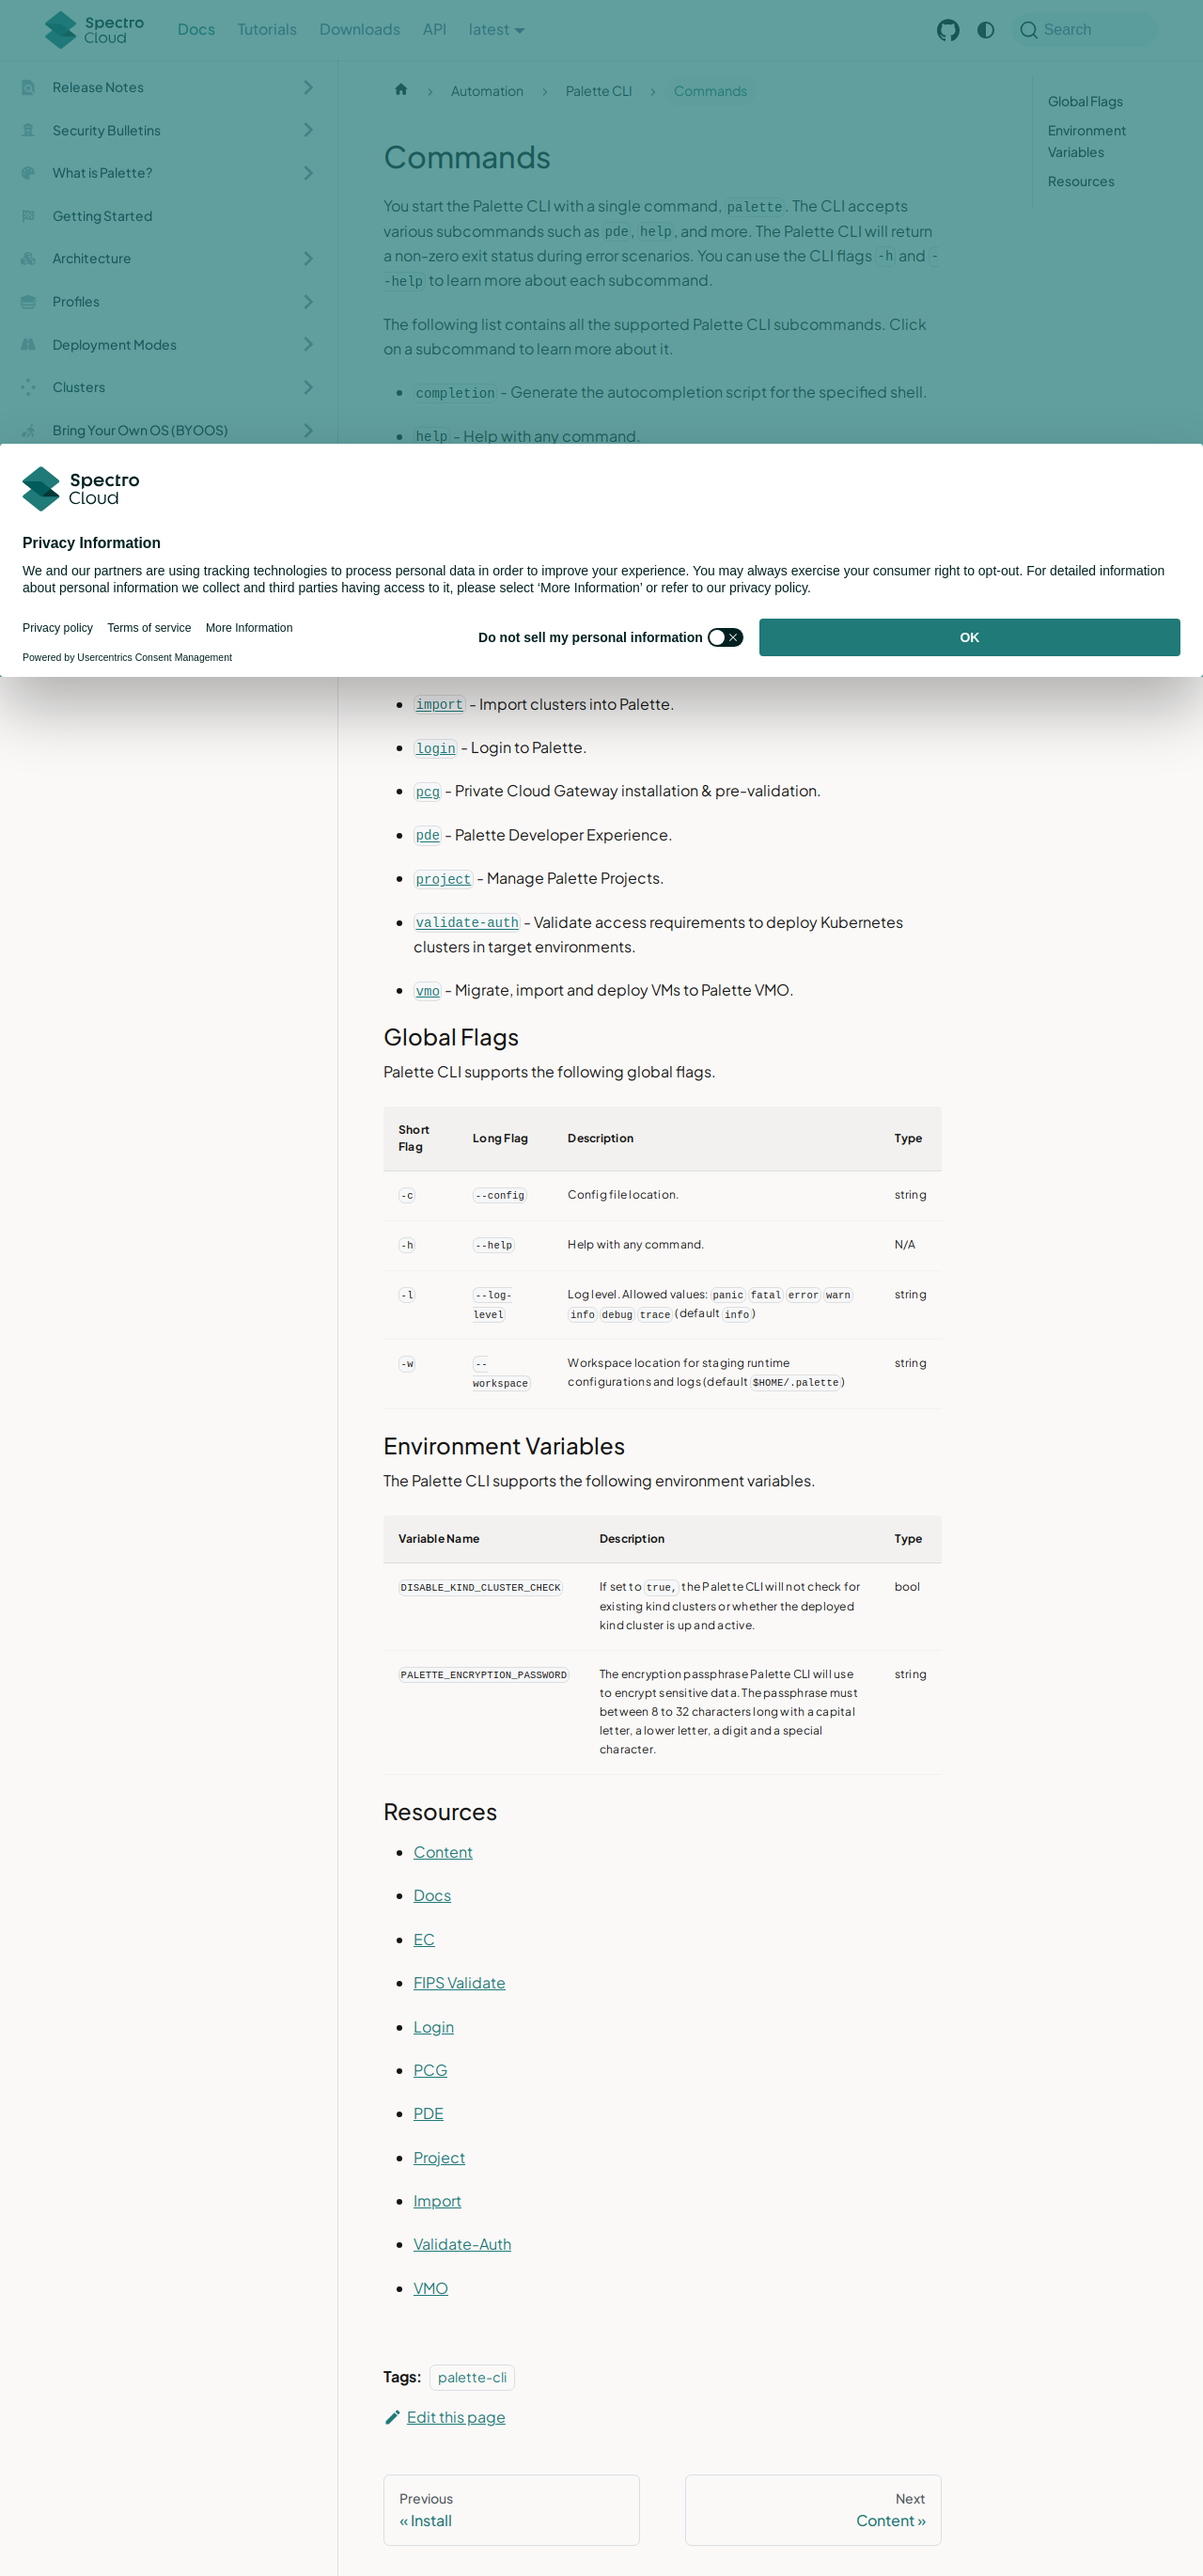 Spectro Cloud
Docs
Tutorials
Downloads
API
latest
Search
Release Notes
Security Bulletins
What is Palette?
Getting Started
Architecture
Profiles
Deployment Modes
Clusters
Bring Your Own OS (BYOOS)
Automation
Palette CLI
Commands
Global Flags
Environment
Variables
Resources
Commands
You start the Palette CLI with a single command, palette. The CLI accepts
various subcommands such as pde, help, and more. The Palette CLI will return
a non-zero exit status during error scenarios. You can use the CLI flags -h and -
-help to learn more about each subcommand.
The following list contains all the supported Palette CLI subcommands. Click
on a subcommand to learn more about it.
completion - Generate the autocompletion script for the specified shell.
help - Help with any command.
Spectro
Cloud
Privacy Information
We and our partners are using tracking technologies to process personal data in order to improve your experience. You may always exercise your consumer right to opt-out. For detailed information
about personal information we collect and third parties having access to it, please select ‘More Information’ or refer to our privacy policy.
Privacy policy
Terms of service
More Information
Do not sell my personal information
OK
Powered by Usercentrics Consent Management
import - Import clusters into Palette.
login - Login to Palette.
pcg - Private Cloud Gateway installation & pre-validation.
pde - Palette Developer Experience.
project - Manage Palette Projects.
validate-auth - Validate access requirements to deploy Kubernetes
clusters in target environments.
vmo - Migrate, import and deploy VMs to Palette VMO.
Global Flags
Palette CLI supports the following global flags.
Short
Flag
Long Flag
Description
Type
-c
--config
Config file location.
string
-h
--help
Help with any command.
N/A
-l
--log-
level
Log level. Allowed values: panic fatal error warn
info debug trace (default info)
string
-w
--
workspace
Workspace location for staging runtime
configurations and logs (default $HOME/.palette)
string
Environment Variables
The Palette CLI supports the following environment variables.
Variable Name
Description
Type
DISABLE_KIND_CLUSTER_CHECK
If set to true, the Palette CLI will not check for
existing kind clusters or whether the deployed
kind cluster is up and active.
bool
PALETTE_ENCRYPTION_PASSWORD
The encryption passphrase Palette CLI will use
to encrypt sensitive data. The passphrase must
between 8 to 32 characters long with a capital
letter, a lower letter, a digit and a special
character.
string
Resources
Content
Docs
EC
FIPS Validate
Login
PCG
PDE
Project
Import
Validate-Auth
VMO
Tags: palette-cli
Edit this page
Previous
« Install
Next
Content »